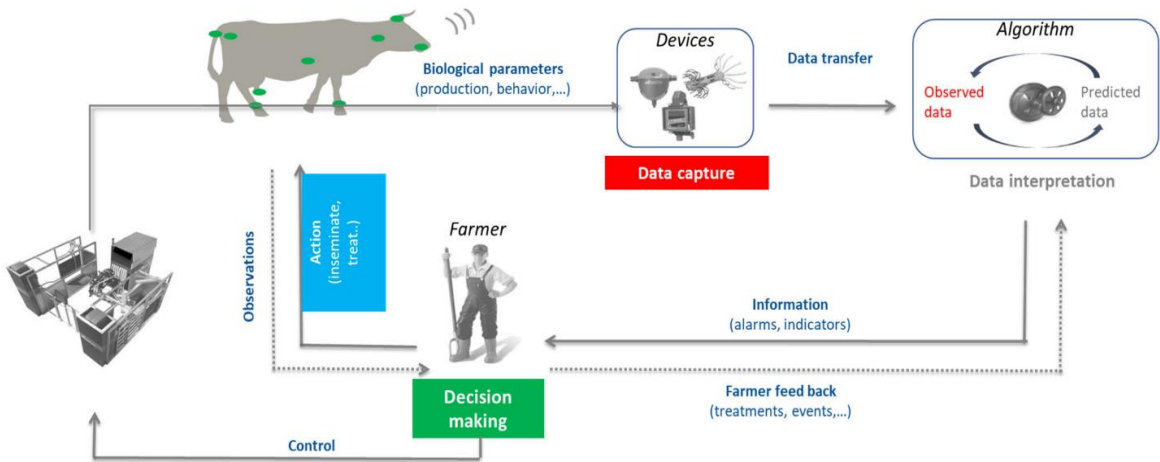 Devices
Algorithm
Biological parameters
(production, behavior,...)
Data transfer
Observed
data
Predicted
data
Data capture
Data interpretation
Observations
Action
(inseminate,
treat..)
Farmer
Information
(alarms, indicators)
Decision
making
Farmer feed back
(treatments, events,...)
Control